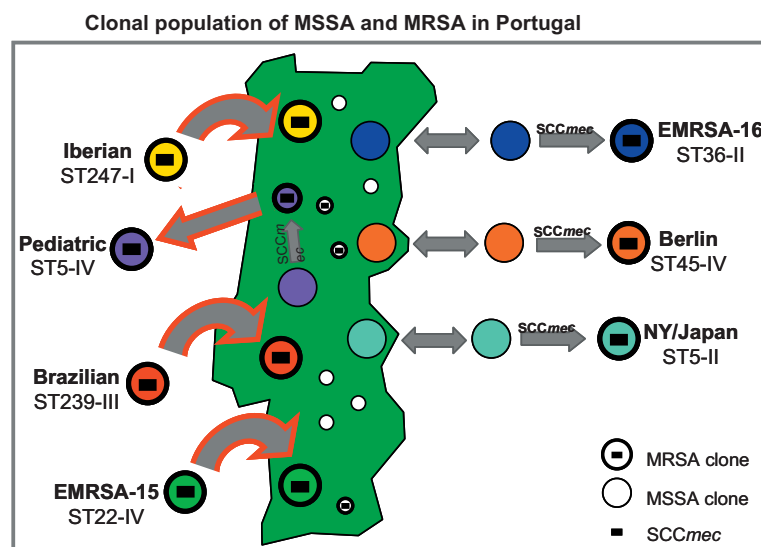 Clonal population of MSSA and MRSA in Portugal
Iberian
ST247-I
Pediatric
ST5-IV
Brazilian
ST239-III
EMRSA-15
ST22-IV
SCCm
ec
SCCmec
EMRSA-16
ST36-II
SCCmec
Berlin
ST45-IV
SCCmec
NY/Japan
ST5-II
MRSA clone
MSSA clone
SCCmec